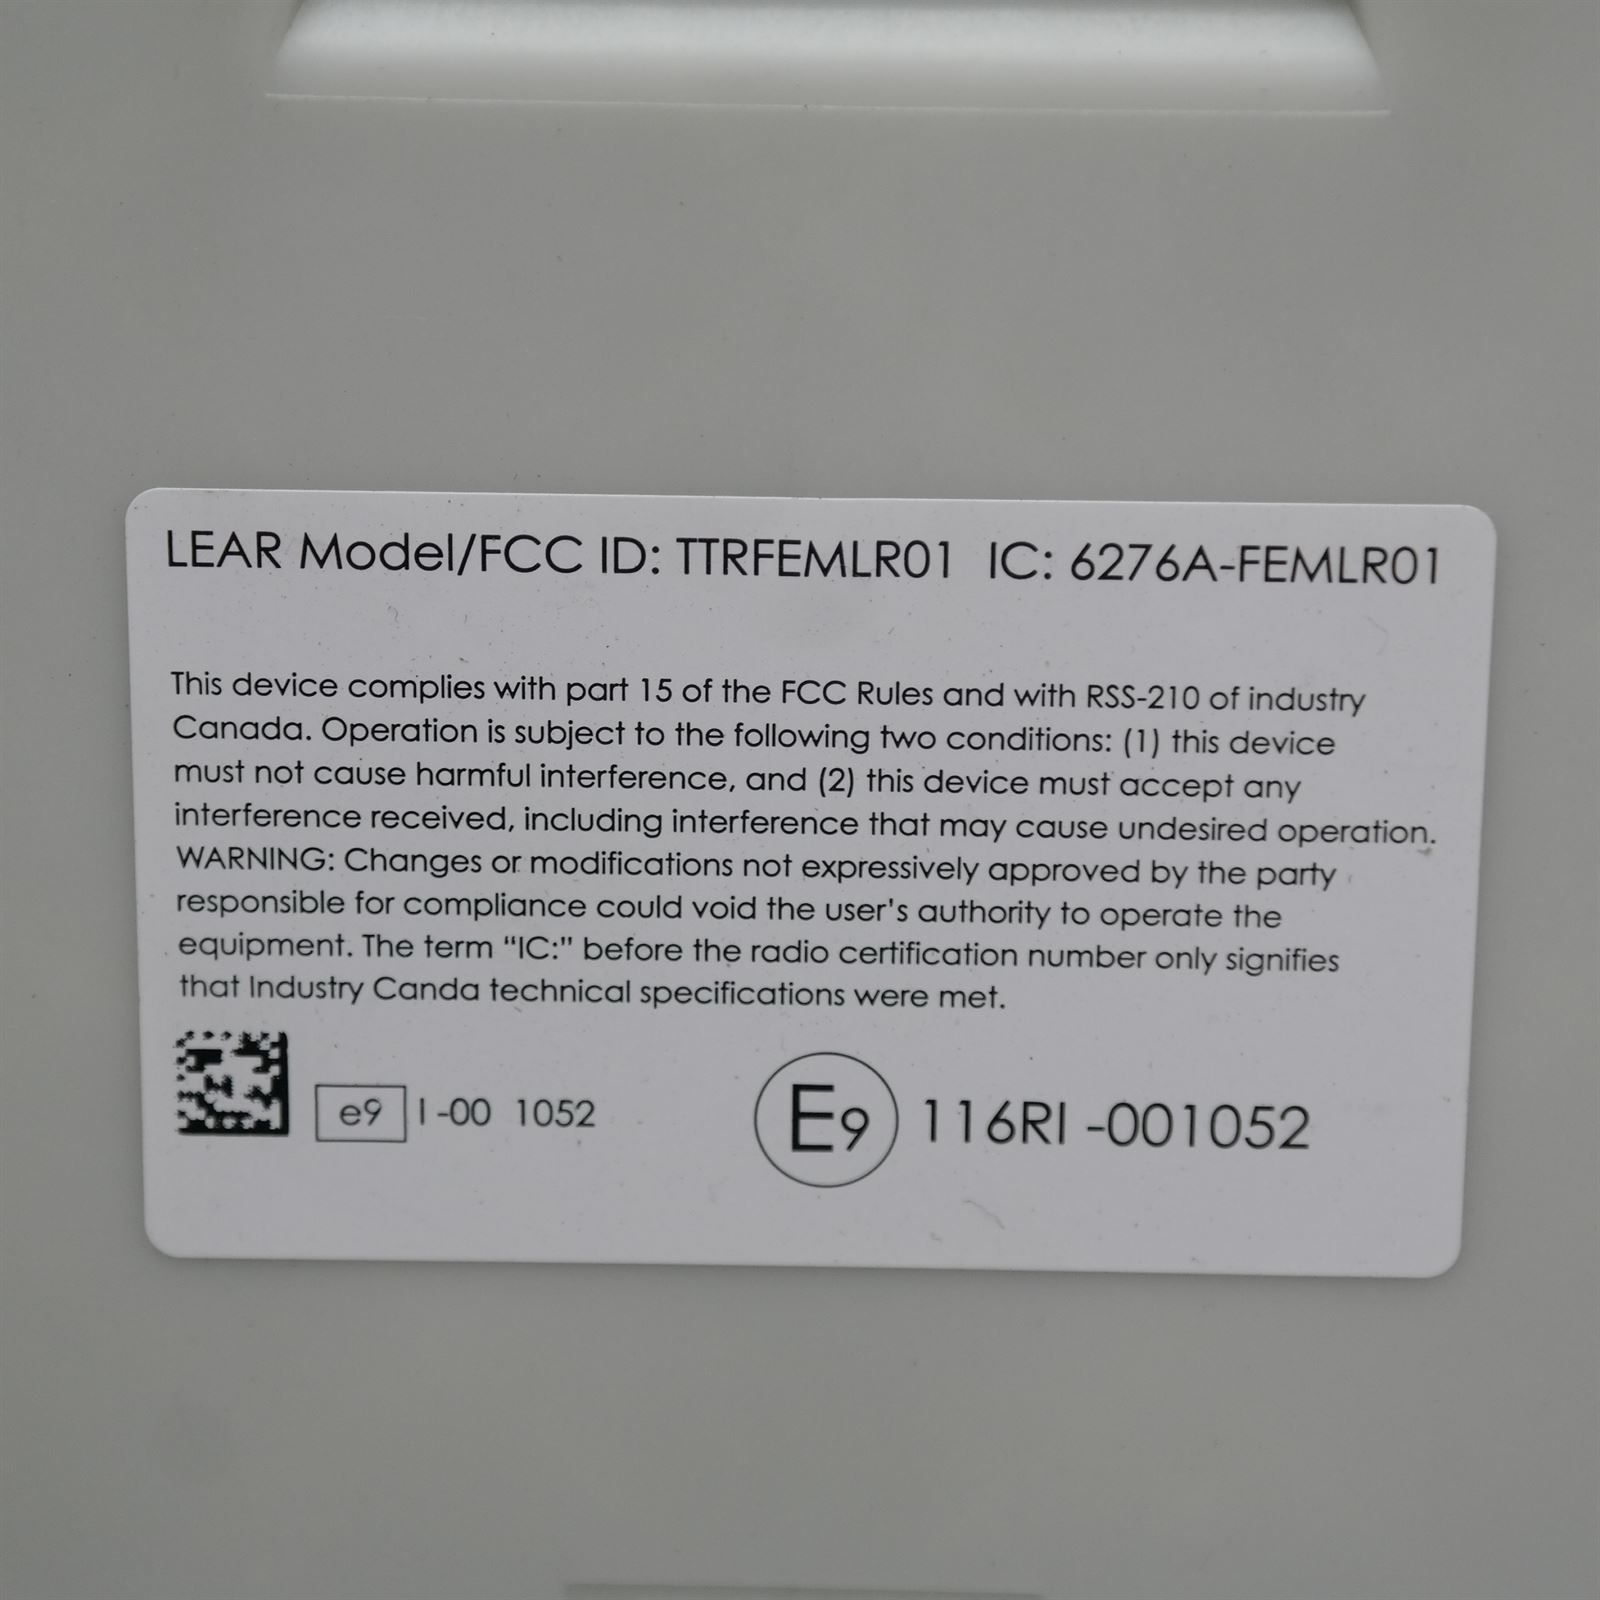 LEAR Model/FCC ID: TTRFEMLR01 IC: 6276A-FEMLR01
This device complies with part 15 of the FCC Rules and with RSS-210 of industry
Canada. Operation is subject to the following two conditions: (1) this device
must not cause harmful interference, and (2) this device must accept any
interference received, including interference that may cause undesired operation.
WARNING: Changes or modifications not expressively approved by the party
responsible for compliance could void the user's authority to operate the
equipment. The term “IC:” before the radio certification number only signifies
that Industry Canda technical specifications were met.
e9 I -00 1052 E9 116RI -001052